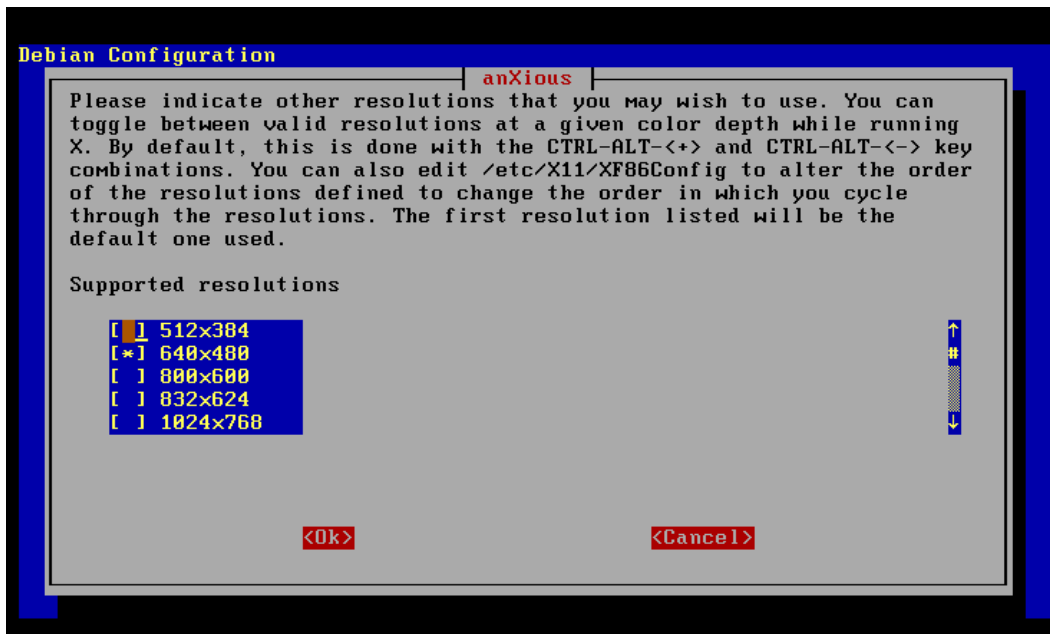 Debian Configuration
anXious
Please indicate other resolutions that you may wish to use. You can
toggle between valid resolutions at a given color depth while running
X. By default, this is done with the CTRL-ALT-<+> and CTRL-ALT-<-> key
combinations. You can also edit /etc/X11/XF86Config to alter the order
of the resolutions defined to change the order in which you cycle
through the resolutions. The first resolution listed will be the
default one used.
Supported resolutions
[ ] 512x384 ↑
[*] 640x480 #
[ ] 800x600
[ ] 832x624
[ ] 1024x768 ↓
<Ok> <Cancel>